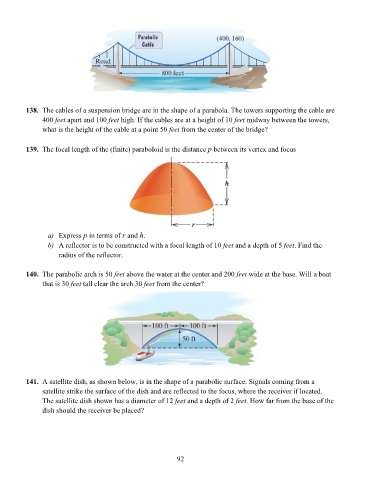 Parabolic
Cable
(400, 160)
Road
800 feet
138. The cables of a suspension bridge are in the shape of a parabola. The towers supporting the cable are
400 feet apart and 100 feet high. If the cables are at a height of 10 feet midway between the towers,
what is the height of the cable at a point 50 feet from the center of the bridge?
139. The focal length of the (finite) paraboloid is the distance p between its vertex and focus
h
r
a) Express p in terms of r and h.
b) A reflector is to be constructed with a focal length of 10 feet and a depth of 5 feet. Find the
radius of the reflector.
140. The parabolic arch is 50 feet above the water at the center and 200 feet wide at the base. Will a boat
that is 30 feet tall clear the arch 30 feet from the center?
100 ft 100 ft
50 ft
141. A satellite dish, as shown below, is in the shape of a parabolic surface. Signals coming from a
satellite strike the surface of the dish and are reflected to the focus, where the receiver if located.
The satellite dish shown has a diameter of 12 feet and a depth of 2 feet. How far from the base of the
dish should the receiver be placed?
92